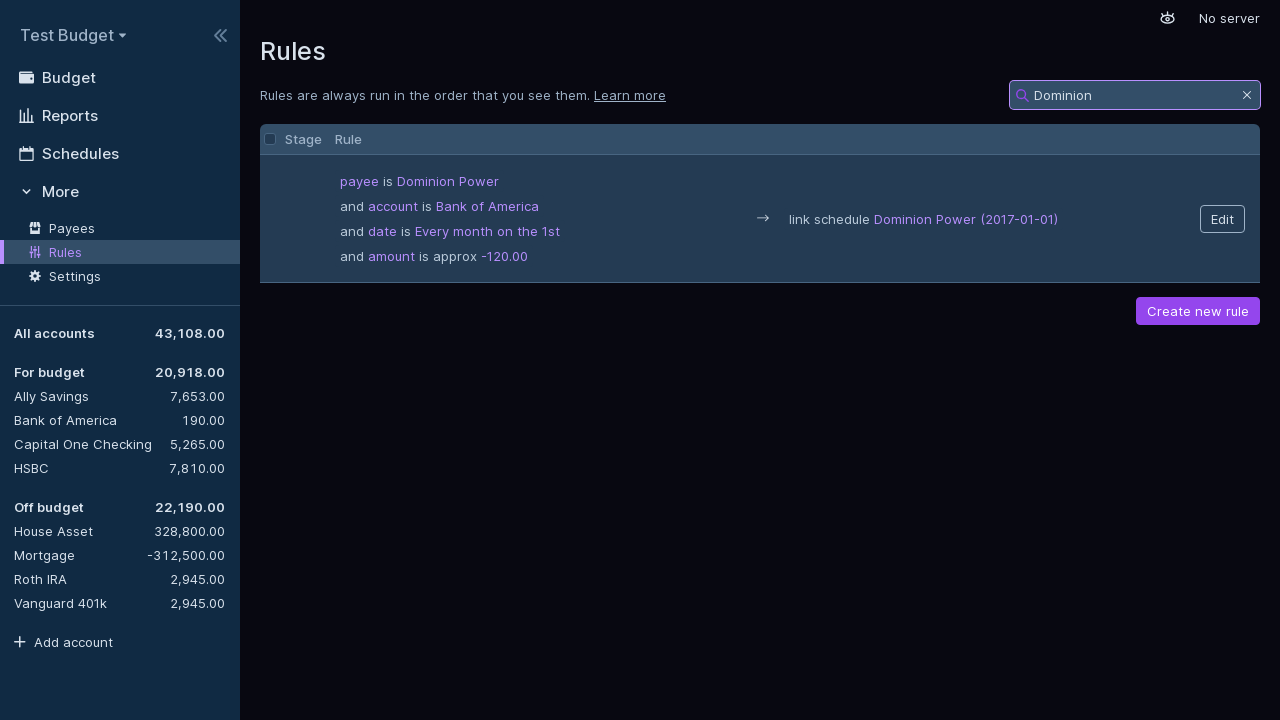 Test Budget
Budget
Reports
Schedules
More
Payees
Rules
Settings
All accounts 43,108.00
For budget 20,918.00
Ally Savings 7,653.00
Bank of America 190.00
Capital One Checking 5,265.00
HSBC 7,810.00
Off budget 22,190.00
House Asset 328,800.00
Mortgage -312,500.00
Roth IRA 2,945.00
Vanguard 401k 2,945.00
Add account
No server
Rules
Rules are always run in the order that you see them. Learn more
Dominion
Stage Rule
payee is Dominion Power
and account is Bank of America
and date is Every month on the 1st
and amount is approx -120.00
link schedule Dominion Power (2017-01-01)
Edit
Create new rule